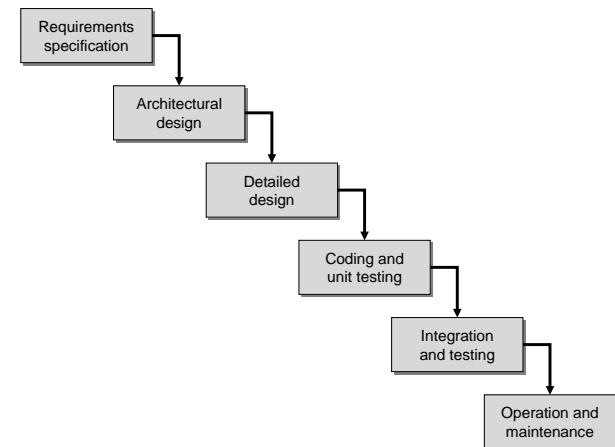 Requirements
specification
Architectural
design
Detailed
design
Coding and
unit testing
Integration
and testing
Operation and
maintenance